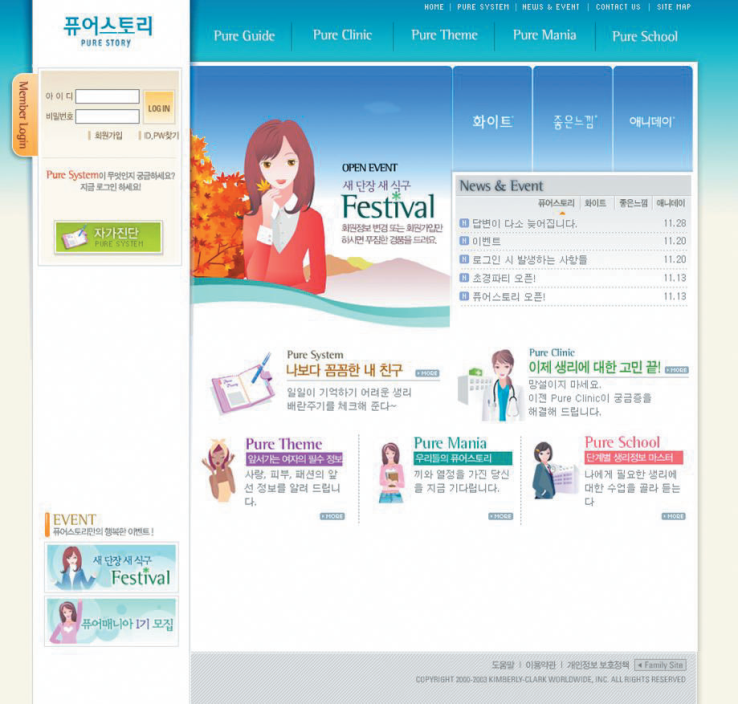 HOME | PURE SYSTEM | NEWS & EVENT | CONTACT US | SITE MAP
퓨어스토리
PURE STORY
Pure Guide
Pure Clinic
Pure Theme
Pure Mania
Pure School
Member Login
아 이 디
비밀번호
LOG IN
회원가입
ID,PW찾기
Pure System이 무엇인지 궁금하세요?
지금 로그인 하세요!
자가진단
PURE SYSTEM
OPEN EVENT
새 단장 새 식구
Festival
회원정보 변경 또는 회원가입만
하시면 푸짐한 경품을 드려요.
화이트
좋은느낌
애니데이
News & Event
퓨어스토리 | 화이트 | 좋은느낌 | 애니데이
N 답변이 다소 늦어집니다. 11.28
N 이벤트 11.20
N 로그인 시 발생하는 사항들 11.20
N 초경파티 오픈! 11.13
N 퓨어스토리 오픈! 11.13
Pure System
나보다 꼼꼼한 내 친구
MORE
일일이 기억하기 어려운 생리
배란주기를 체크해 준다~
Pure Clinic
이제 생리에 대한 고민 끝!
MORE
망설이지 마세요.
이젠 Pure Clinic이 궁금증을
해결해 드립니다.
Pure Theme
앞서가는 여자의 필수 정보
사랑, 피부, 패션의 앞
선 정보를 알려 드립니
다.
MORE
Pure Mania
우리들의 퓨어스토리
끼와 열정을 가진 당신
을 지금 기다립니다.
MORE
Pure School
단계별 생리정보 마스터
나에게 필요한 생리에
대한 수업을 골라 듣는
다
MORE
EVENT
퓨어스토리만의 행복한 이벤트!
새 단장 새 식구
Festival
퓨어매니아 1기 모집
도움말 | 이용약관 | 개인정보 보호정책
Family Site
COPYRIGHT 2000-2003 KIMBERLY-CLARK WORLDWIDE, INC. ALL RIGHTS RESERVED